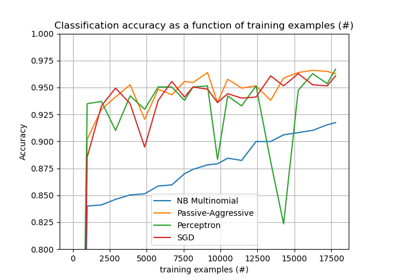 Classification accuracy as a function of training examples (#)
1.000
0.975
0.950
0.925
0.900
0.875
0.850
0.825
0.800
Accuracy
NB Multinomial
Passive-Aggressive
Perceptron
SGD
0 2500 5000 7500 10000 12500 15000 17500
training examples (#)